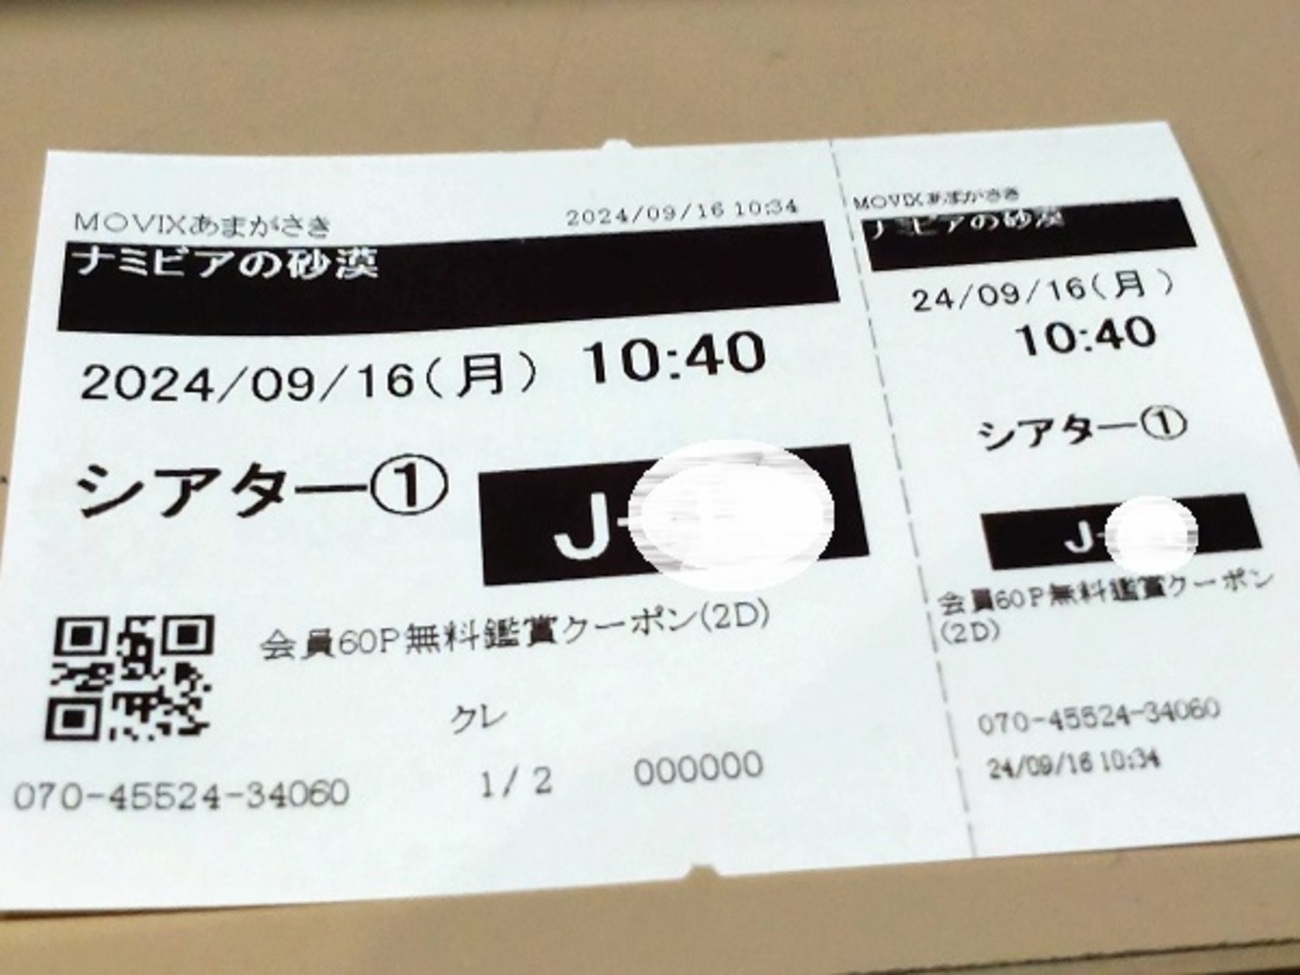 MOVIXあまがさき
2024/09/16 10:34
ナミビアの砂漠
2024/09/16(月) 10:40
シアター①
J-
会員60P無料鑑賞クーポン(2D)
クレ
070-45524-34060
1/2
000000
MOVIXあまがさき
ナミビアの砂漠
24/09/16(月)
10:40
シアター①
J-
会員60P無料鑑賞クーポン
(2D)
070-45524-34060
24/09/16 10:34